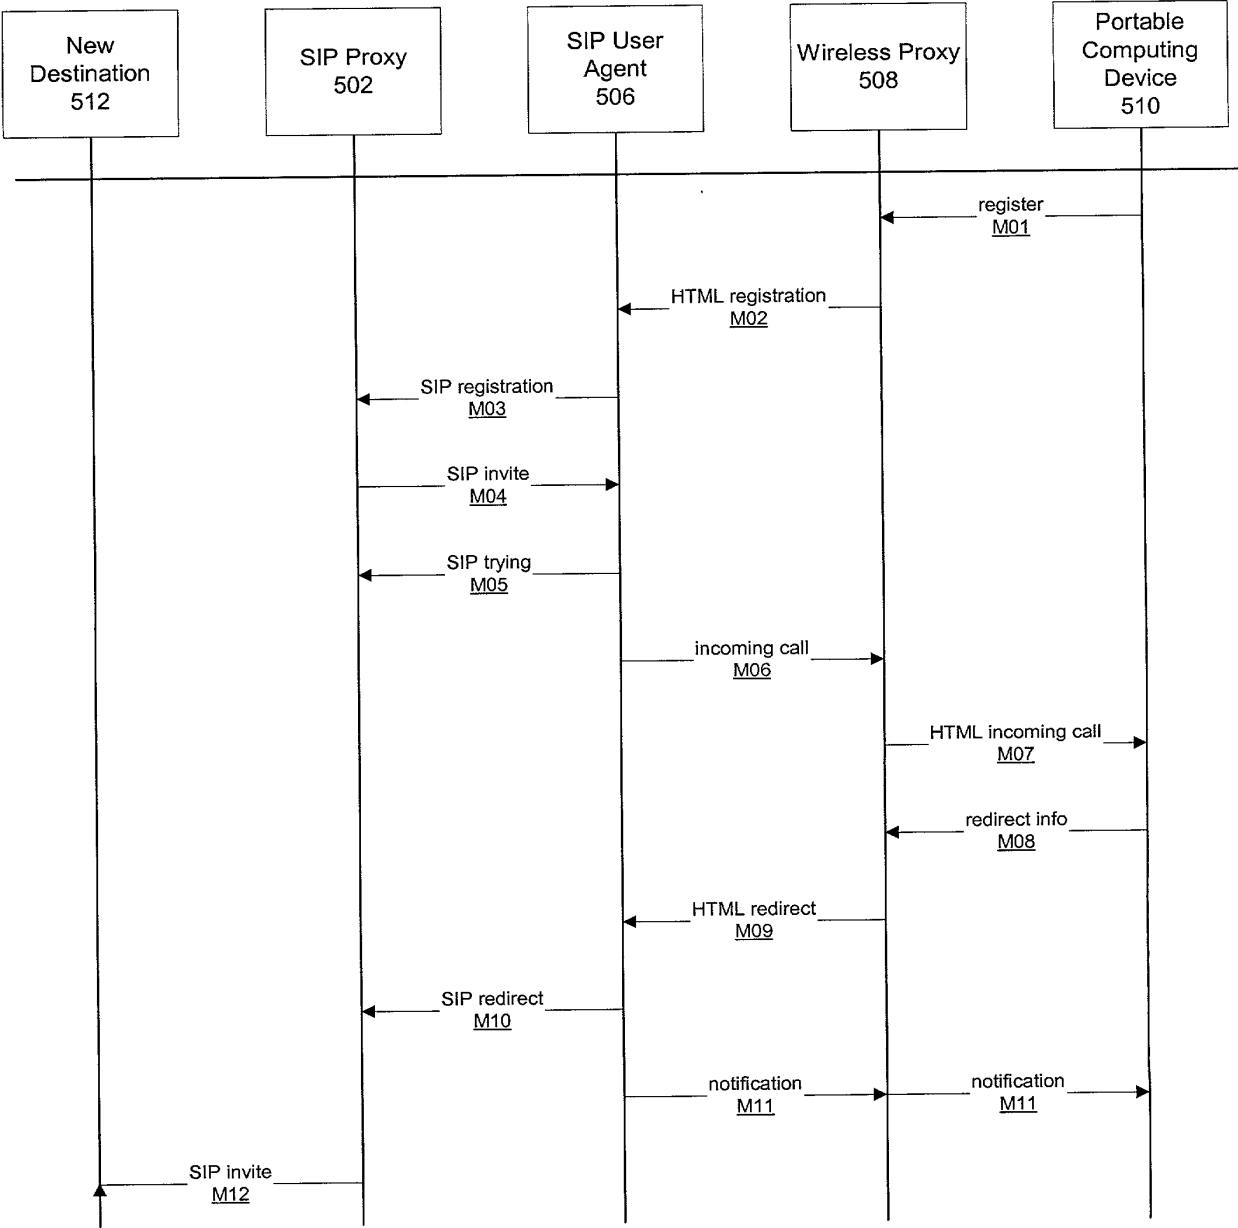 New
Destination
512
SIP Proxy
502
SIP User
Agent
506
Wireless Proxy
508
Portable
Computing
Device
510
register
M01
HTML registration
M02
SIP registration
M03
SIP invite
M04
SIP trying
M05
incoming call
M06
HTML incoming call
M07
redirect info
M08
HTML redirect
M09
SIP redirect
M10
notification
M11
notification
M11
SIP invite
M12